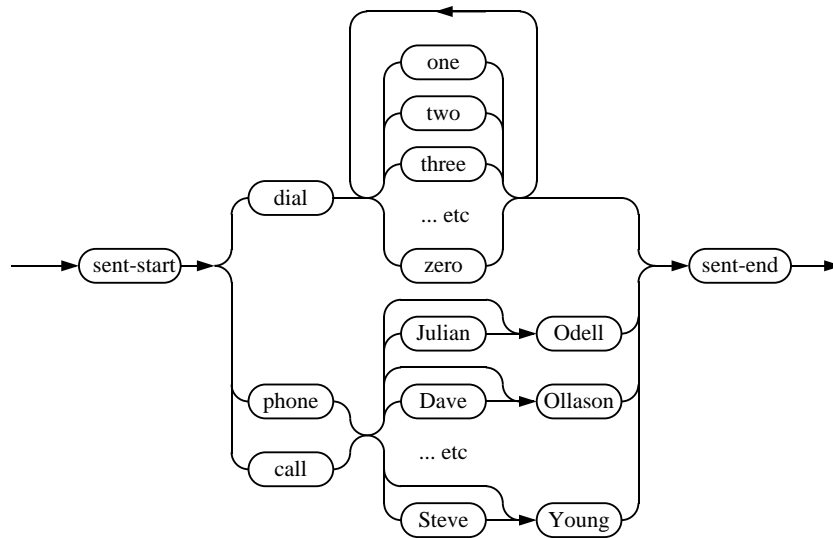 one
two
three
dial
... etc
sent-start
zero
sent-end
Julian
Odell
phone
Dave
Ollason
... etc
call
Steve
Young